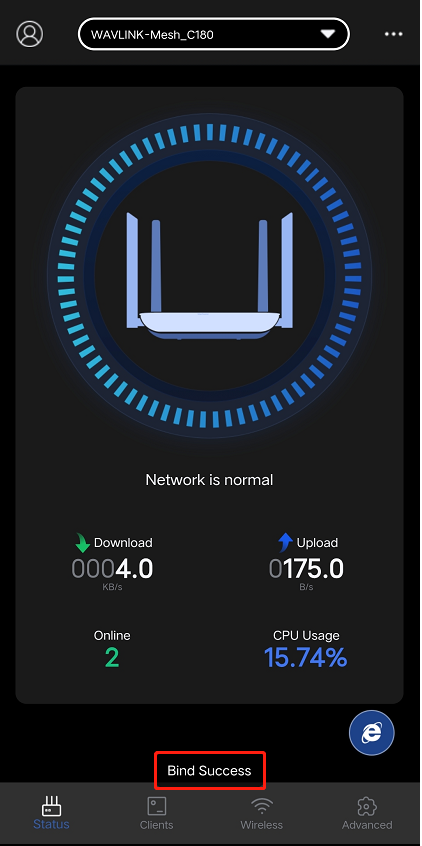 WAVLINK-Mesh_C180
Network is normal
Download
Upload
0004.0
0175.0
KB/s
B/s
Online
CPU Usage
2
15.74%
Bind Success
Status
Clients
Wireless
Advanced